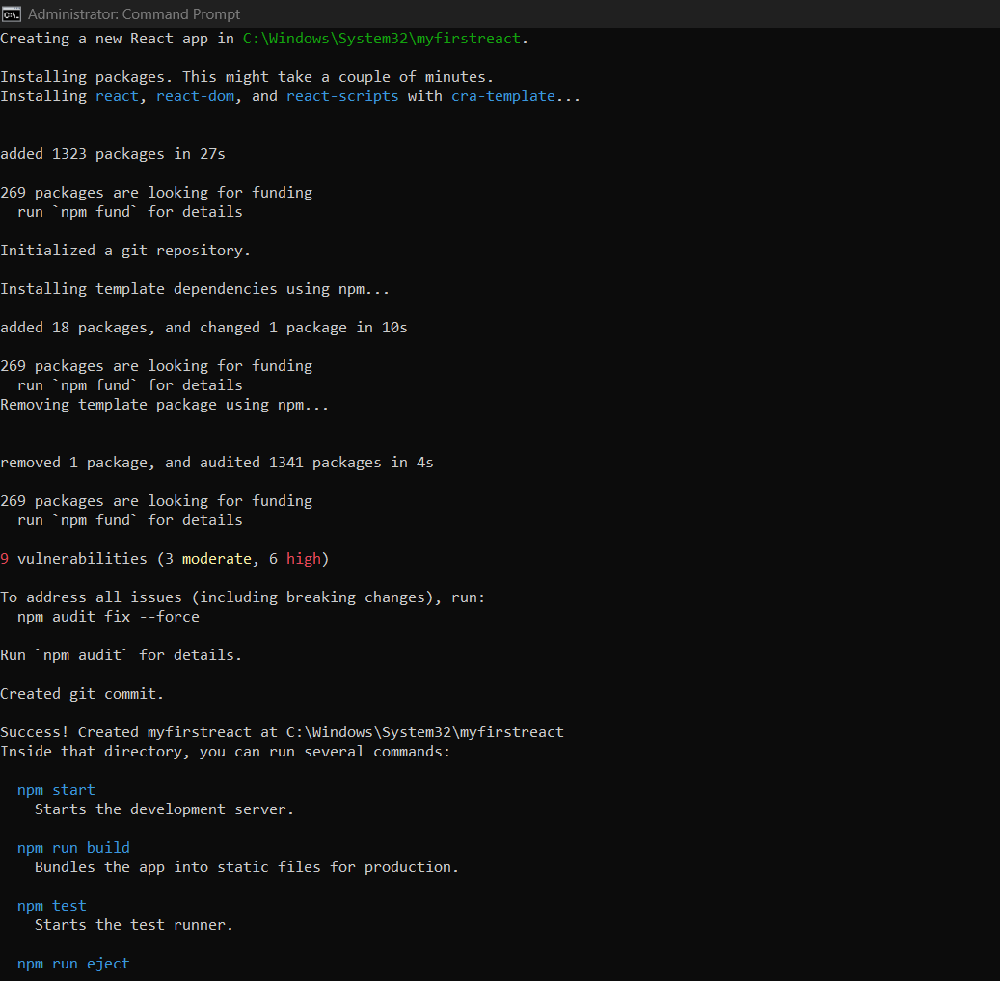 Administrator: Command Prompt
Creating a new React app in C:\Windows\System32\myfirstreact.
Installing packages. This might take a couple of minutes.
Installing react, react-dom, and react-scripts with cra-template...
added 1323 packages in 27s
269 packages are looking for funding
  run `npm fund` for details
Initialized a git repository.
Installing template dependencies using npm...
added 18 packages, and changed 1 package in 10s
269 packages are looking for funding
  run `npm fund` for details
Removing template package using npm...
removed 1 package, and audited 1341 packages in 4s
269 packages are looking for funding
  run `npm fund` for details
9 vulnerabilities (3 moderate, 6 high)
To address all issues (including breaking changes), run:
  npm audit fix --force
Run `npm audit` for details.
Created git commit.
Success! Created myfirstreact at C:\Windows\System32\myfirstreact
Inside that directory, you can run several commands:
  npm start
    Starts the development server.
  npm run build
    Bundles the app into static files for production.
  npm test
    Starts the test runner.
  npm run eject